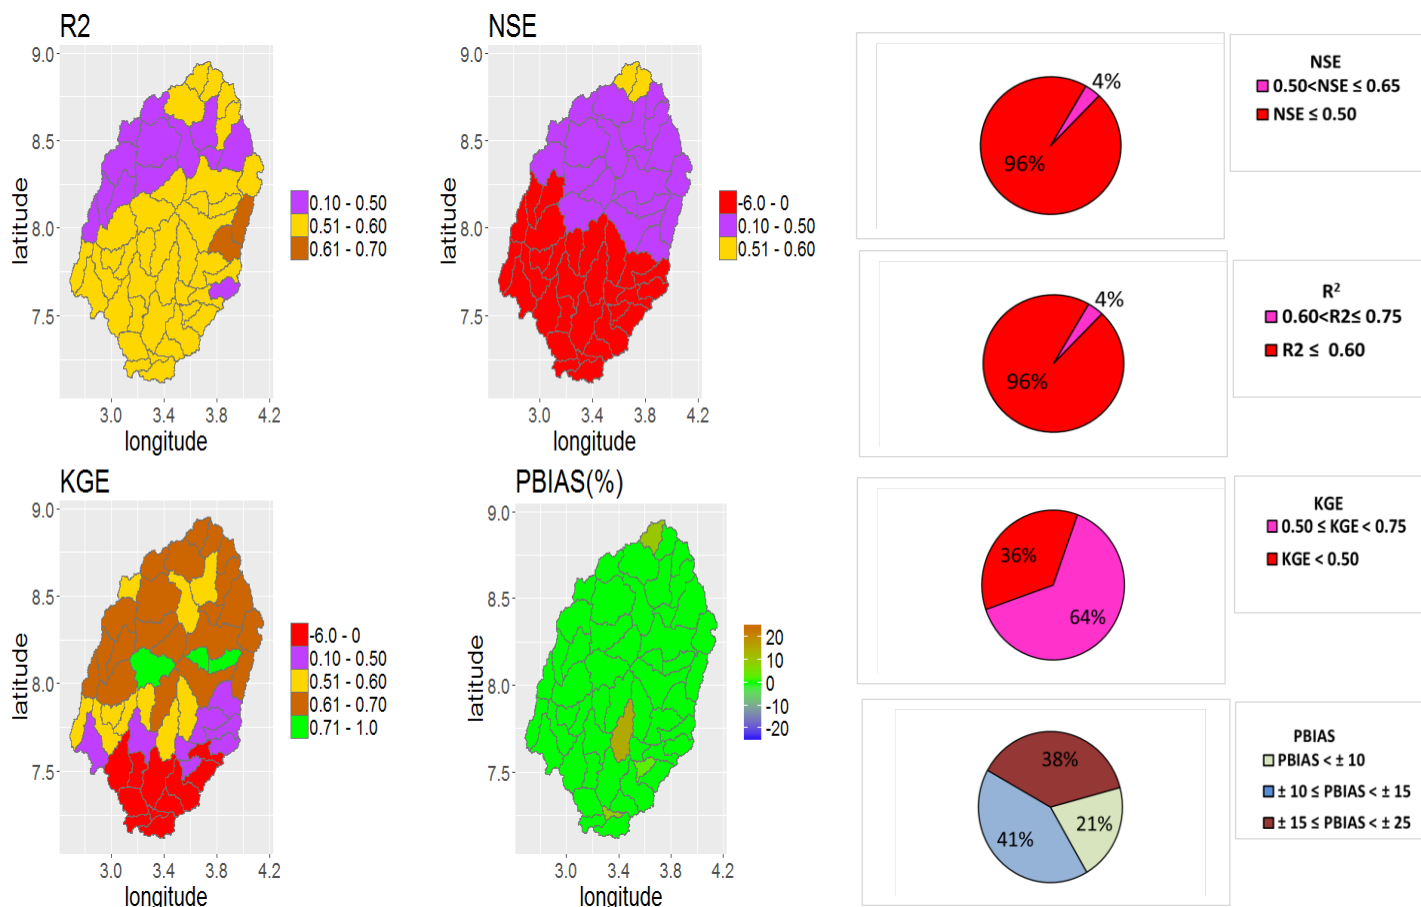 R2
9.0
8.5
8.0
7.5
latitude
3.0 3.4 3.8 4.2
longitude
0.10 - 0.50
0.51 - 0.60
0.61 - 0.70
NSE
9.0
8.5
8.0
7.5
latitude
3.0 3.4 3.8 4.2
longitude
-6.0 - 0
0.10 - 0.50
0.51 - 0.60
4%
96%
NSE
0.50<NSE ≤ 0.65
NSE ≤ 0.50
4%
96%
R²
0.60<R2≤ 0.75
R2 ≤ 0.60
KGE
9.0
8.5
8.0
7.5
latitude
3.0 3.4 3.8 4.2
longitude
-6.0 - 0
0.10 - 0.50
0.51 - 0.60
0.61 - 0.70
0.71 - 1.0
PBIAS(%)
9.0
8.5
8.0
7.5
latitude
3.0 3.4 3.8 4.2
longitude
20
10
0
-10
-20
36%
64%
KGE
0.50 ≤ KGE < 0.75
KGE < 0.50
38%
41%
21%
PBIAS
PBIAS < ± 10
± 10 ≤ PBIAS < ± 15
± 15 ≤ PBIAS < ± 25